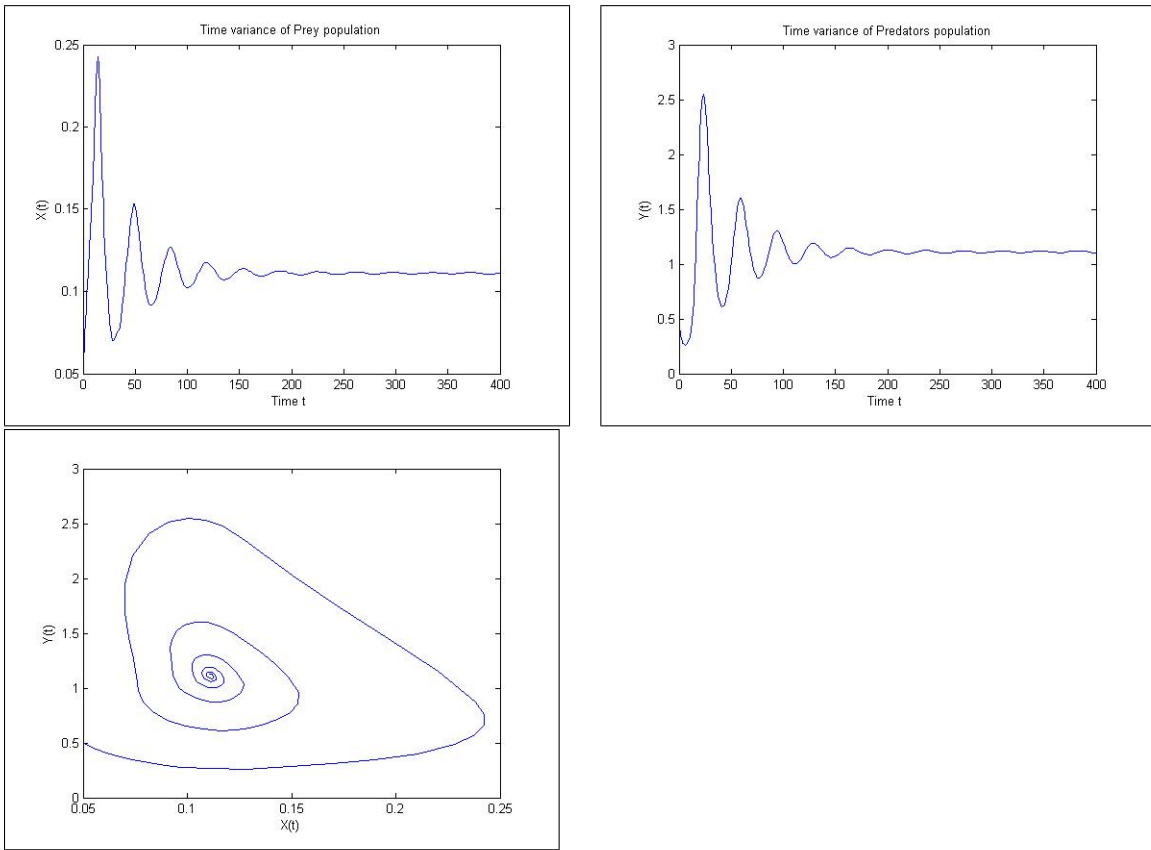 Time variance of Prey population
0.25
0.2
0.15
0.1
0.05
X(t)
0 50 100 150 200 250 300 350 400
Time t
Time variance of Predators population
3
2.5
2
1.5
1
0.5
0
Y(t)
0 50 100 150 200 250 300 350 400
Time t
3
2.5
2
1.5
1
0.5
0
Y(t)
0.05 0.1 0.15 0.2 0.25
X(t)